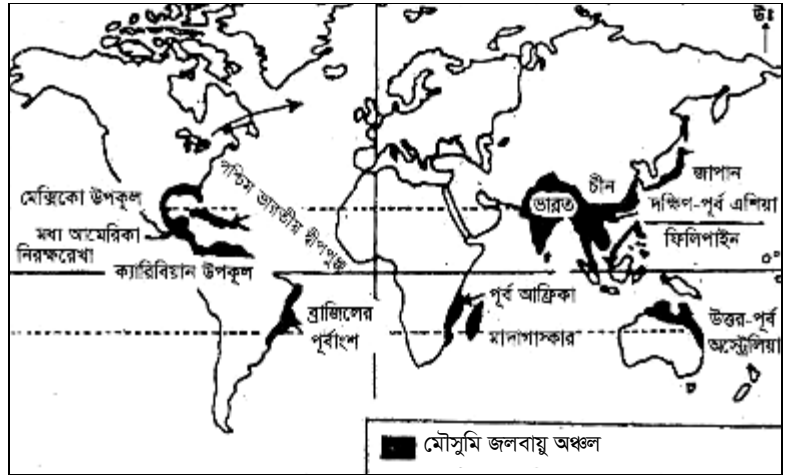 উঃ
পশ্চিম ভারতীয় দ্বীপপুঞ্জ
মেক্সিকো উপকূল
মধ্য আমেরিকা
নিরক্ষরেখা
ক্যারিবিয়ান উপকূল
ব্রাজিলের
পূর্বাংশ
ভারত
চীন
জাপান
দক্ষিণ-পূর্ব এশিয়া
ফিলিপাইন
০°
পূর্ব আফ্রিকা
মাদাগাস্কার
উত্তর-পূর্ব
অস্ট্রেলিয়া
মৌসুমি জলবায়ু অঞ্চল